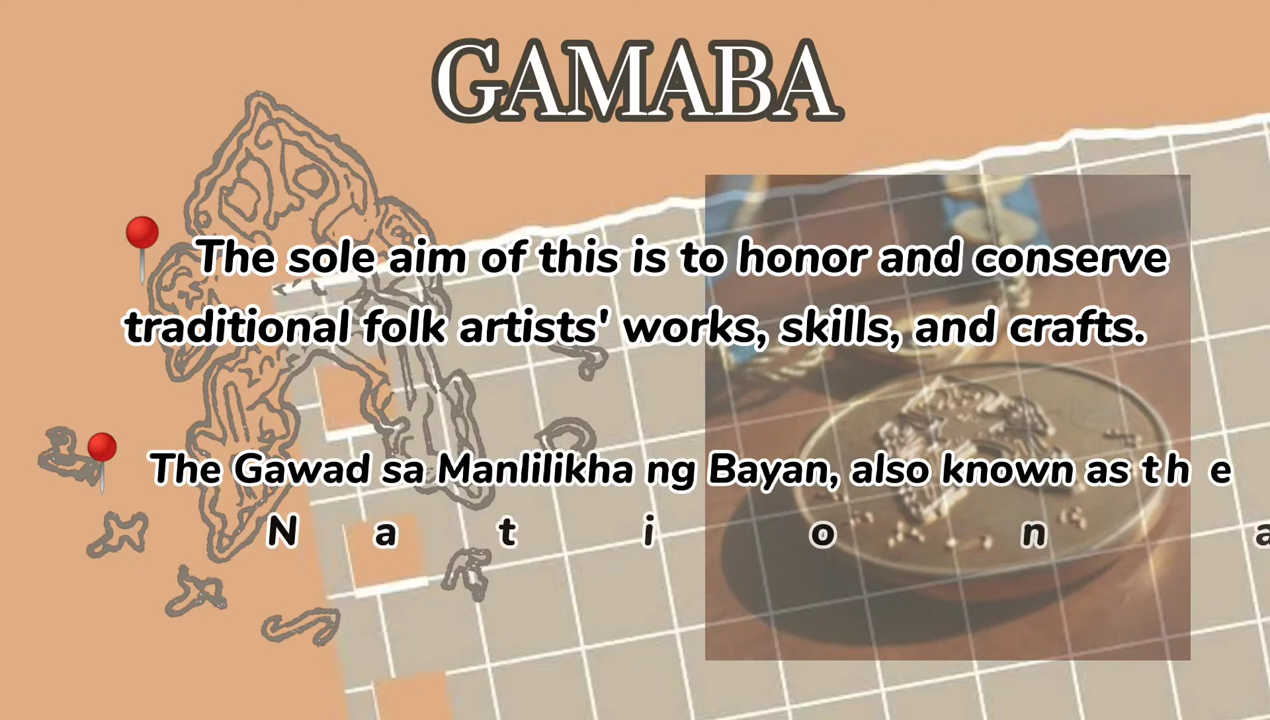 GAMABA
The sole aim of this is to honor and conserve
traditional folk artists' works, skills, and crafts.
The Gawad sa Manlilikha ng Bayan, also known as th e
N a t i o n a